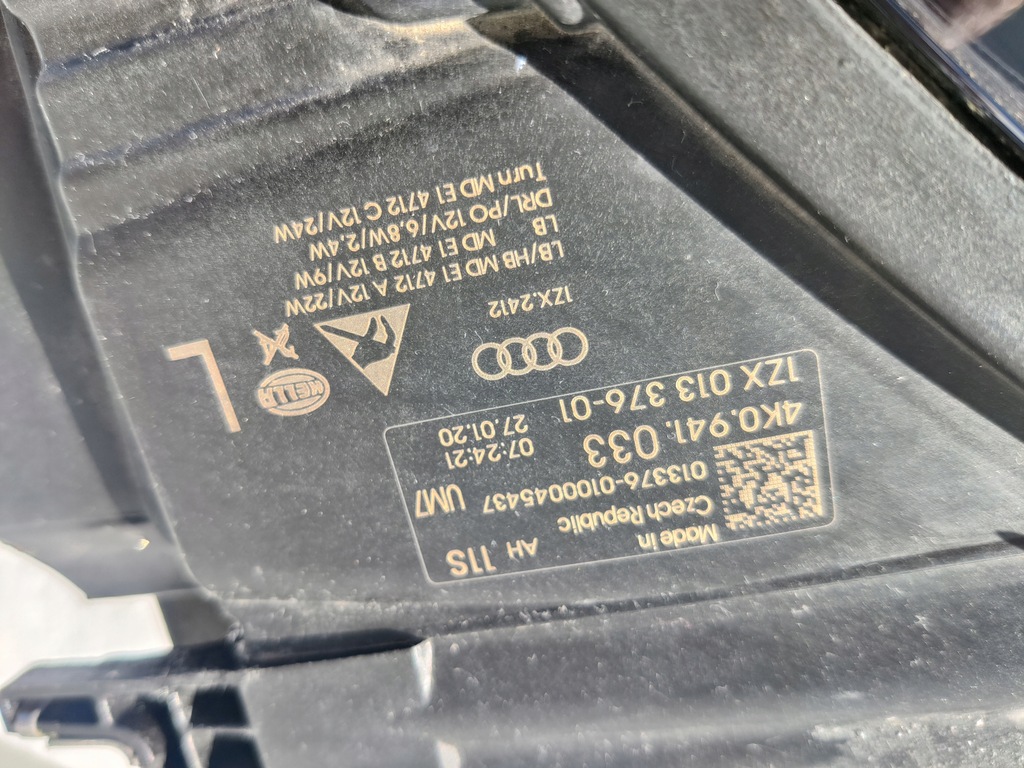 Made in
Czech Republic
AH 11S
013376-0100045437 UM7
4K0.941. 033
07:24:21
27.01.20
1ZX 013 376-01
HELLA
L
1ZX.2412
LB/HB MD E1 4712 A 12V/22W
LB MD E1 4712 B 12V/9W
DRL/PO 12V/6.8W/2.4W
Turn MD E1 4712 C 12V/24W